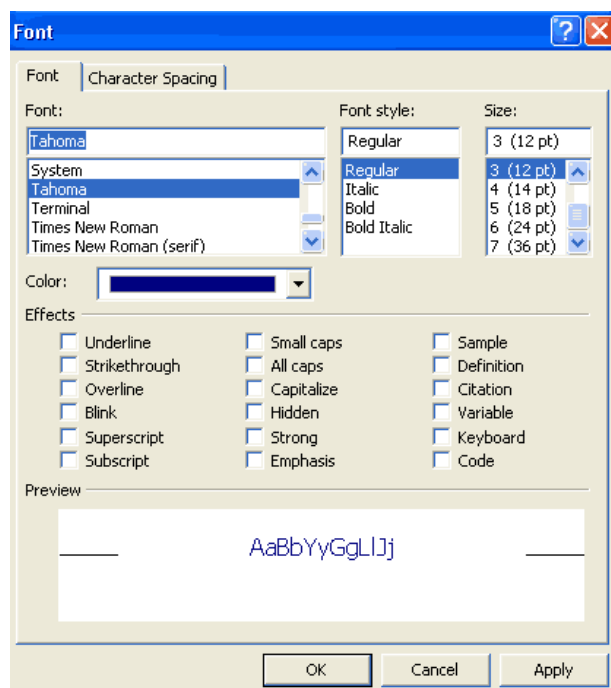 Font
Font Character Spacing
Font: Font style: Size:
Tahoma Regular 3 (12 pt)
System Regular 3 (12 pt)
Tahoma Italic 4 (14 pt)
Terminal Bold 5 (18 pt)
Times New Roman Bold Italic 6 (24 pt)
Times New Roman (serif) 7 (36 pt)
Color:
Effects
Underline Small caps Sample
Strikethrough All caps Definition
Overline Capitalize Citation
Blink Hidden Variable
Superscript Strong Keyboard
Subscript Emphasis Code
Preview
AaBbYyGgLlJj
OK Cancel Apply